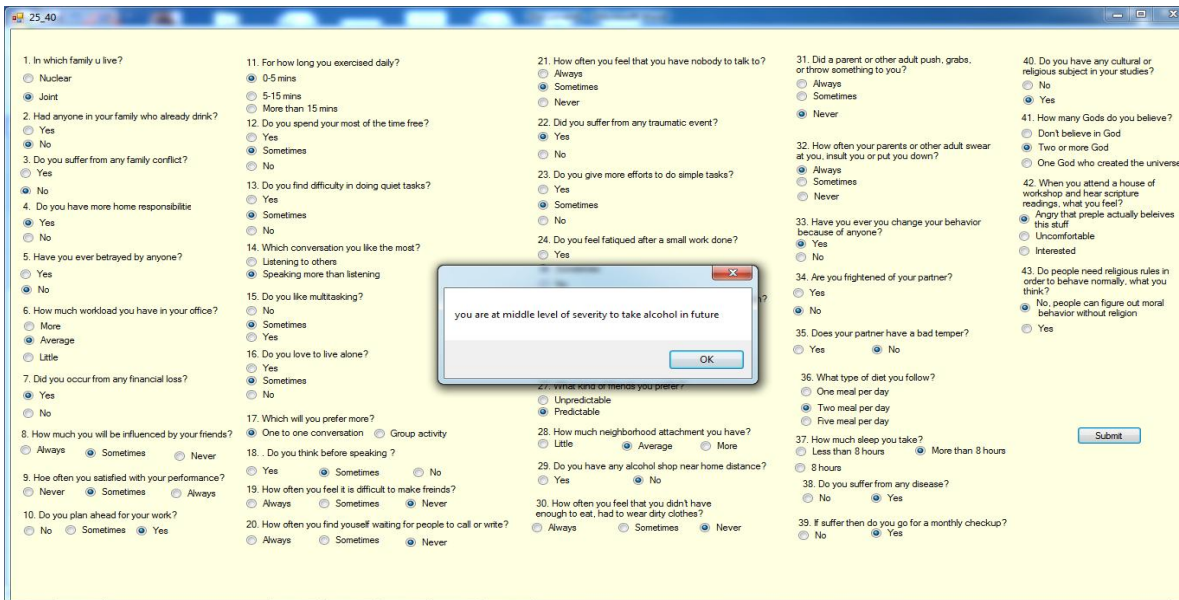 25_40
1. In which family u live?
Nuclear
Joint
2. Had anyone in your family who already drink?
Yes
No
3. Do you suffer from any family conflict?
Yes
No
4. Do you have more home responsibilitie
Yes
No
5. Have you ever betrayed by anyone?
Yes
No
6. How much workload you have in your office?
More
Average
Little
7. Did you occur from any financial loss?
Yes
No
8. How much you will be influenced by your friends?
Always Sometimes Never
9. Hoe often you satisfied with your performance?
Never Sometimes Always
10. Do you plan ahead for your work?
No Sometimes Yes
11. For how long you exercised daily?
0-5 mins
5-15 mins
More than 15 mins
12. Do you spend your most of the time free?
Yes
Sometimes
No
13. Do you find difficulty in doing quiet tasks?
Yes
Sometimes
No
14. Which conversation you like the most?
Listening to others
Speaking more than listening
15. Do you like multitasking?
No
Sometimes
Yes
16. Do you love to live alone?
Yes
Sometimes
No
17. Which will you prefer more?
One to one conversation Group activity
18. . Do you think before speaking ?
Yes Sometimes No
19. How often you feel it is difficult to make freinds?
Always Sometimes Never
20. How often you find youself waiting for people to call or write?
Always Sometimes Never
21. How often you feel that you have nobody to talk to?
Always
Sometimes
Never
22. Did you suffer from any traumatic event?
Yes
No
23. Do you give more efforts to do simple tasks?
Yes
Sometimes
No
24. Do you feel fatiqued after a small work done?
Yes
you are at middle level of severity to take alcohol in future
OK
27. What kind of friends you prefer?
Unpredictable
Predictable
28. How much neighborhood attachment you have?
Little Average More
29. Do you have any alcohol shop near home distance?
Yes No
30. How often you feel that you didn't have
enough to eat, had to wear dirty clothes?
Always Sometimes Never
31. Did a parent or other adult push, grabs,
or throw something to you?
Always
Sometimes
Never
32. How often your parents or other adult swear
at you, insult you or put you down?
Always
Sometimes
Never
33. Have you ever you change your behavior
because of anyone?
Yes
No
34. Are you frightened of your partner?
Yes
No
35. Does your partner have a bad temper?
Yes No
36. What type of diet you follow?
One meal per day
Two meal per day
Five meal per day
37. How much sleep you take?
Less than 8 hours More than 8 hours
8 hours
38. Do you suffer from any disease?
No Yes
39. If suffer then do you go for a monthly checkup?
No Yes
40. Do you have any cultural or
religious subject in your studies?
No
Yes
41. How many Gods do you believe?
Don't believe in God
Two or more God
One God who created the universe
42. When you attend a house of
workshop and hear scripture
readings, what you feel?
Angry that preple actually beleives
this stuff
Uncomfortable
Interested
43. Do people need religious rules in
order to behave normally, what you
think?
No, people can figure out moral
behavior without religion
Yes
Submit